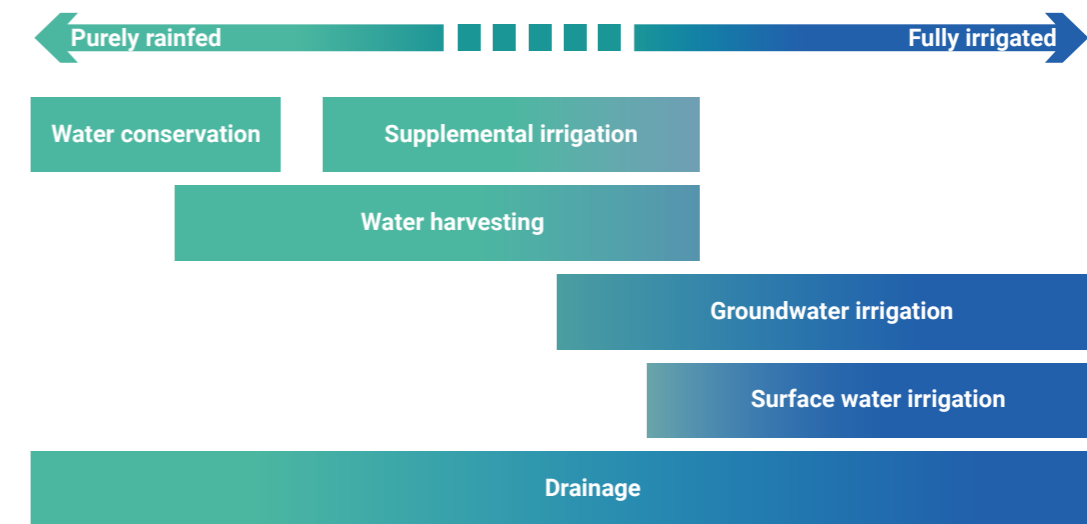 Purely rainfed
Fully irrigated
Water conservation
Supplemental irrigation
Water harvesting
Groundwater irrigation
Surface water irrigation
Drainage